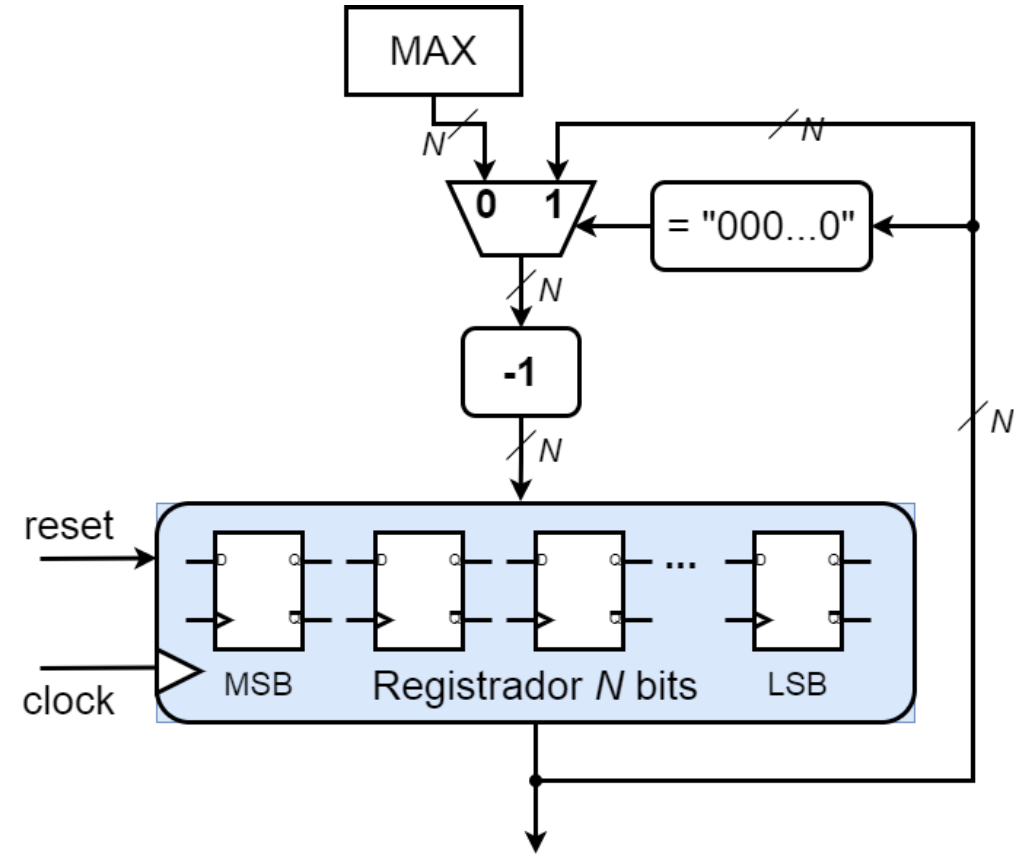 MAX
N
N
0 1
= "000...0"
N
-1
N
N
reset
D Q
D Q
D Q
...
D Q
Q
Q
Q
Q
clock
MSB
Registrador N bits
LSB